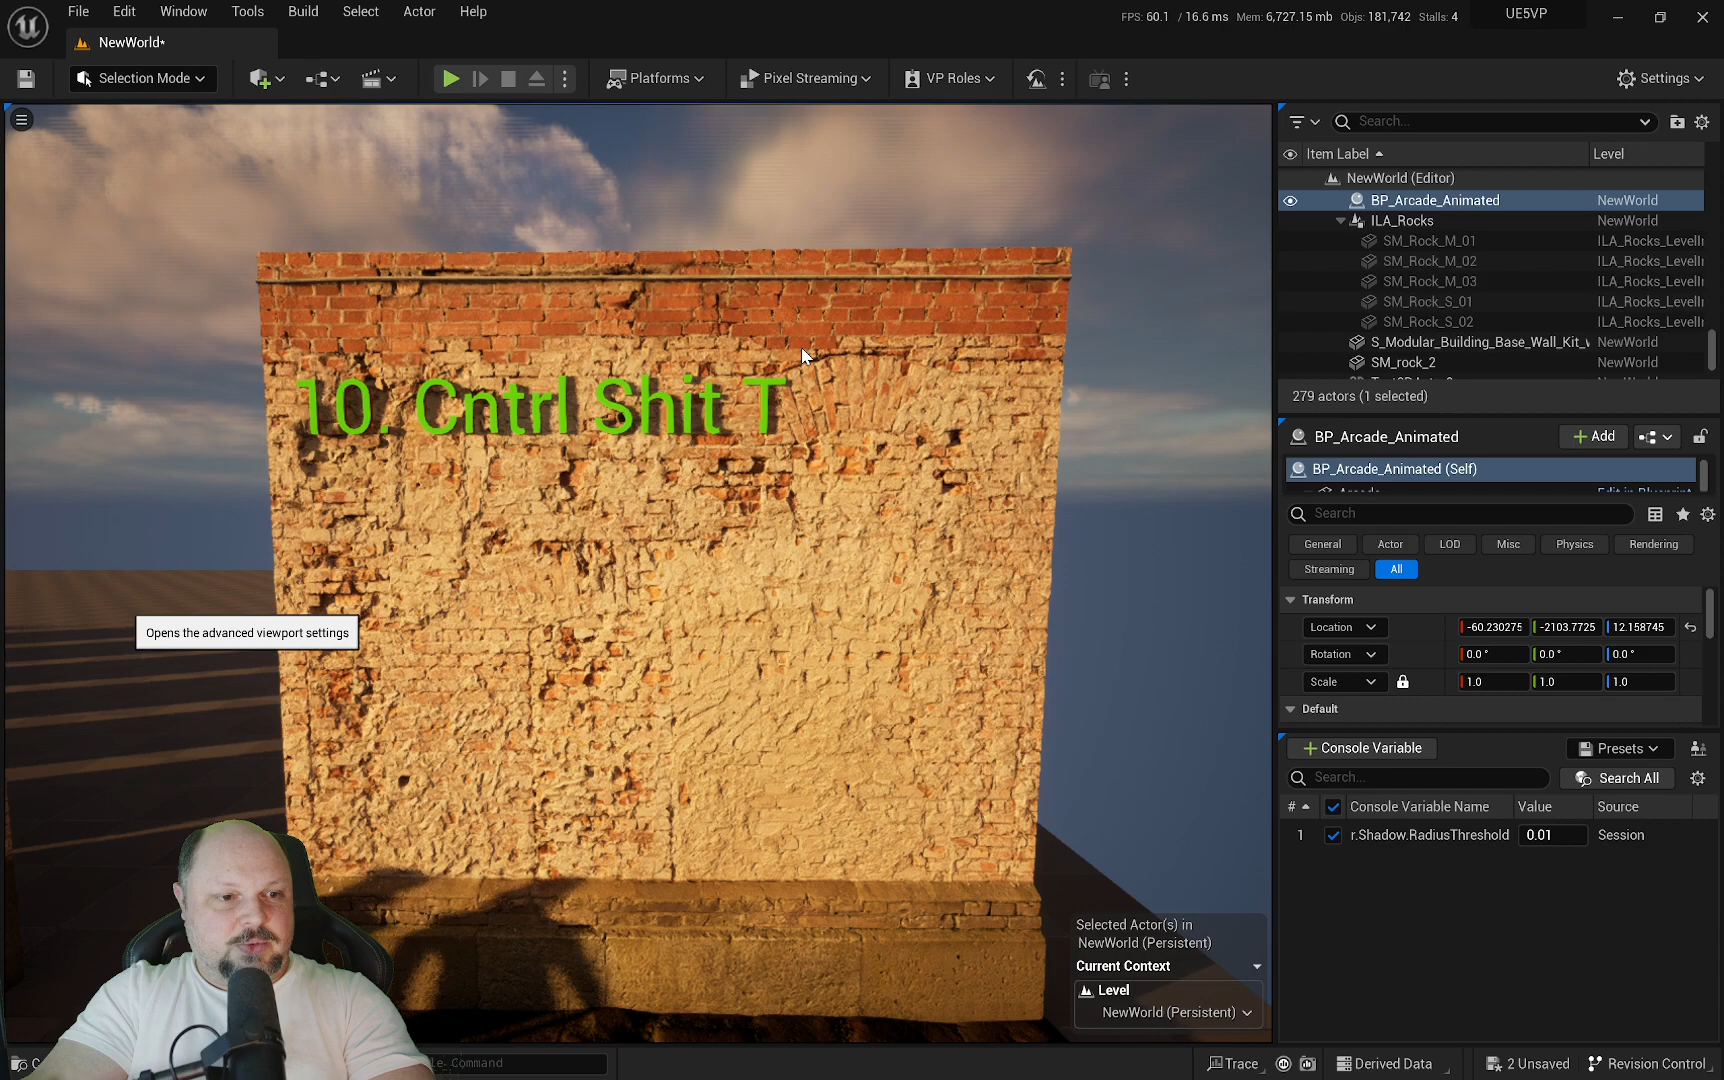 File Edit Window Tools Build Select Actor Help
FPS: 60.1 / 16.6 ms Mem: 6,727.15 mb Objs: 181,742 Stalls: 4
UE5VP
NewWorld*
Selection Mode
Platforms
Pixel Streaming
VP Roles
Settings
Search...
Item Label Level
NewWorld (Editor)
BP_Arcade_Animated NewWorld
ILA_Rocks NewWorld
SM_Rock_M_01 ILA_Rocks_LevelI
SM_Rock_M_02 ILA_Rocks_LevelI
SM_Rock_M_03 ILA_Rocks_LevelI
SM_Rock_S_01 ILA_Rocks_LevelI
SM_Rock_S_02 ILA_Rocks_LevelI
S_Modular_Building_Base_Wall_Kit_ NewWorld
SM_rock_2 NewWorld
279 actors (1 selected)
10. Cntrl Shit T
BP_Arcade_Animated
Add
BP_Arcade_Animated (Self)
Search
General Actor LOD Misc Physics Rendering
Streaming All
Transform
Location -60.230275 -2103.7725 12.158745
Rotation 0.0 ° 0.0 ° 0.0 °
Scale 1.0 1.0 1.0
Default
Opens the advanced viewport settings
Console Variable Presets
Search... Search All
# Console Variable Name Value Source
1 r.Shadow.RadiusThreshold 0.01 Session
Selected Actor(s) in
NewWorld (Persistent)
Current Context
Level
NewWorld (Persistent)
Command
Trace
Derived Data
2 Unsaved
Revision Control